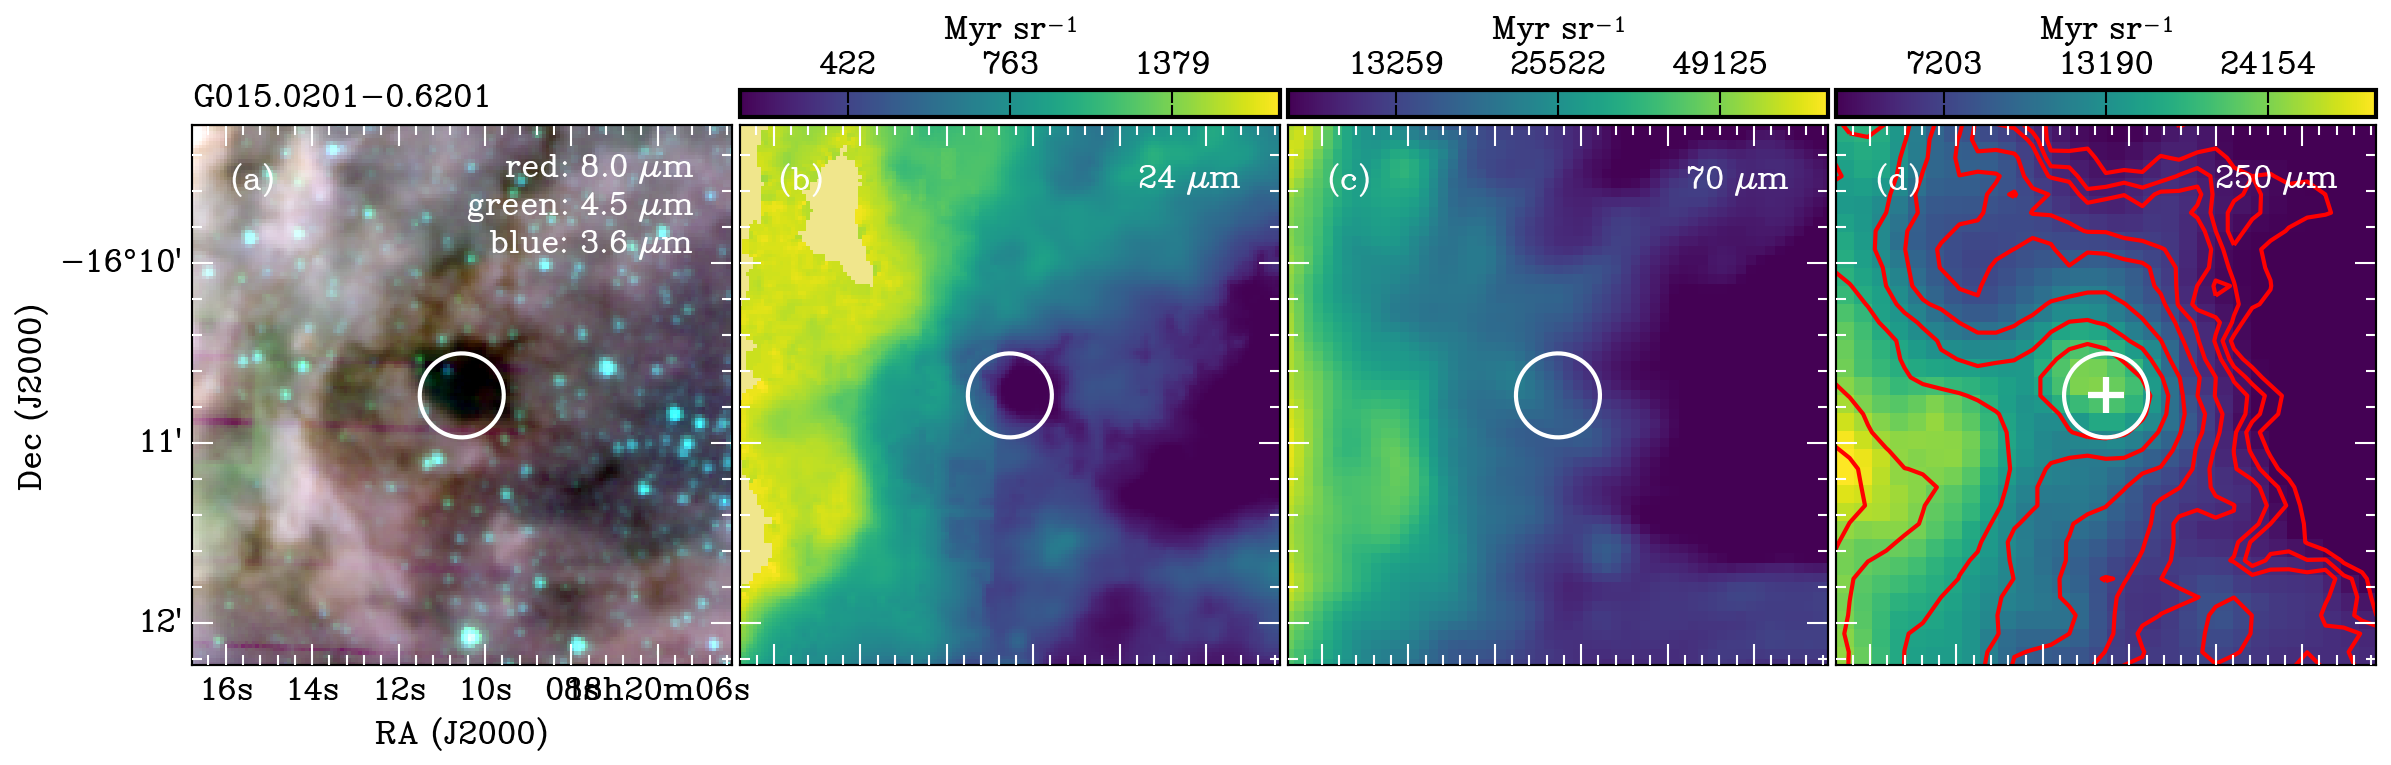 Myr sr⁻¹
422 763 1379
Myr sr⁻¹
13259 25522 49125
Myr sr⁻¹
7203 13190 24154
G015.0201−0.6201
(a)
red: 8.0 μm
green: 4.5 μm
blue: 3.6 μm
(b)
24 μm
(c)
70 μm
(d)
250 μm
Dec (J2000)
−16°10'
11'
12'
16s 14s 12s 10s 08s 18h20m06s
RA (J2000)